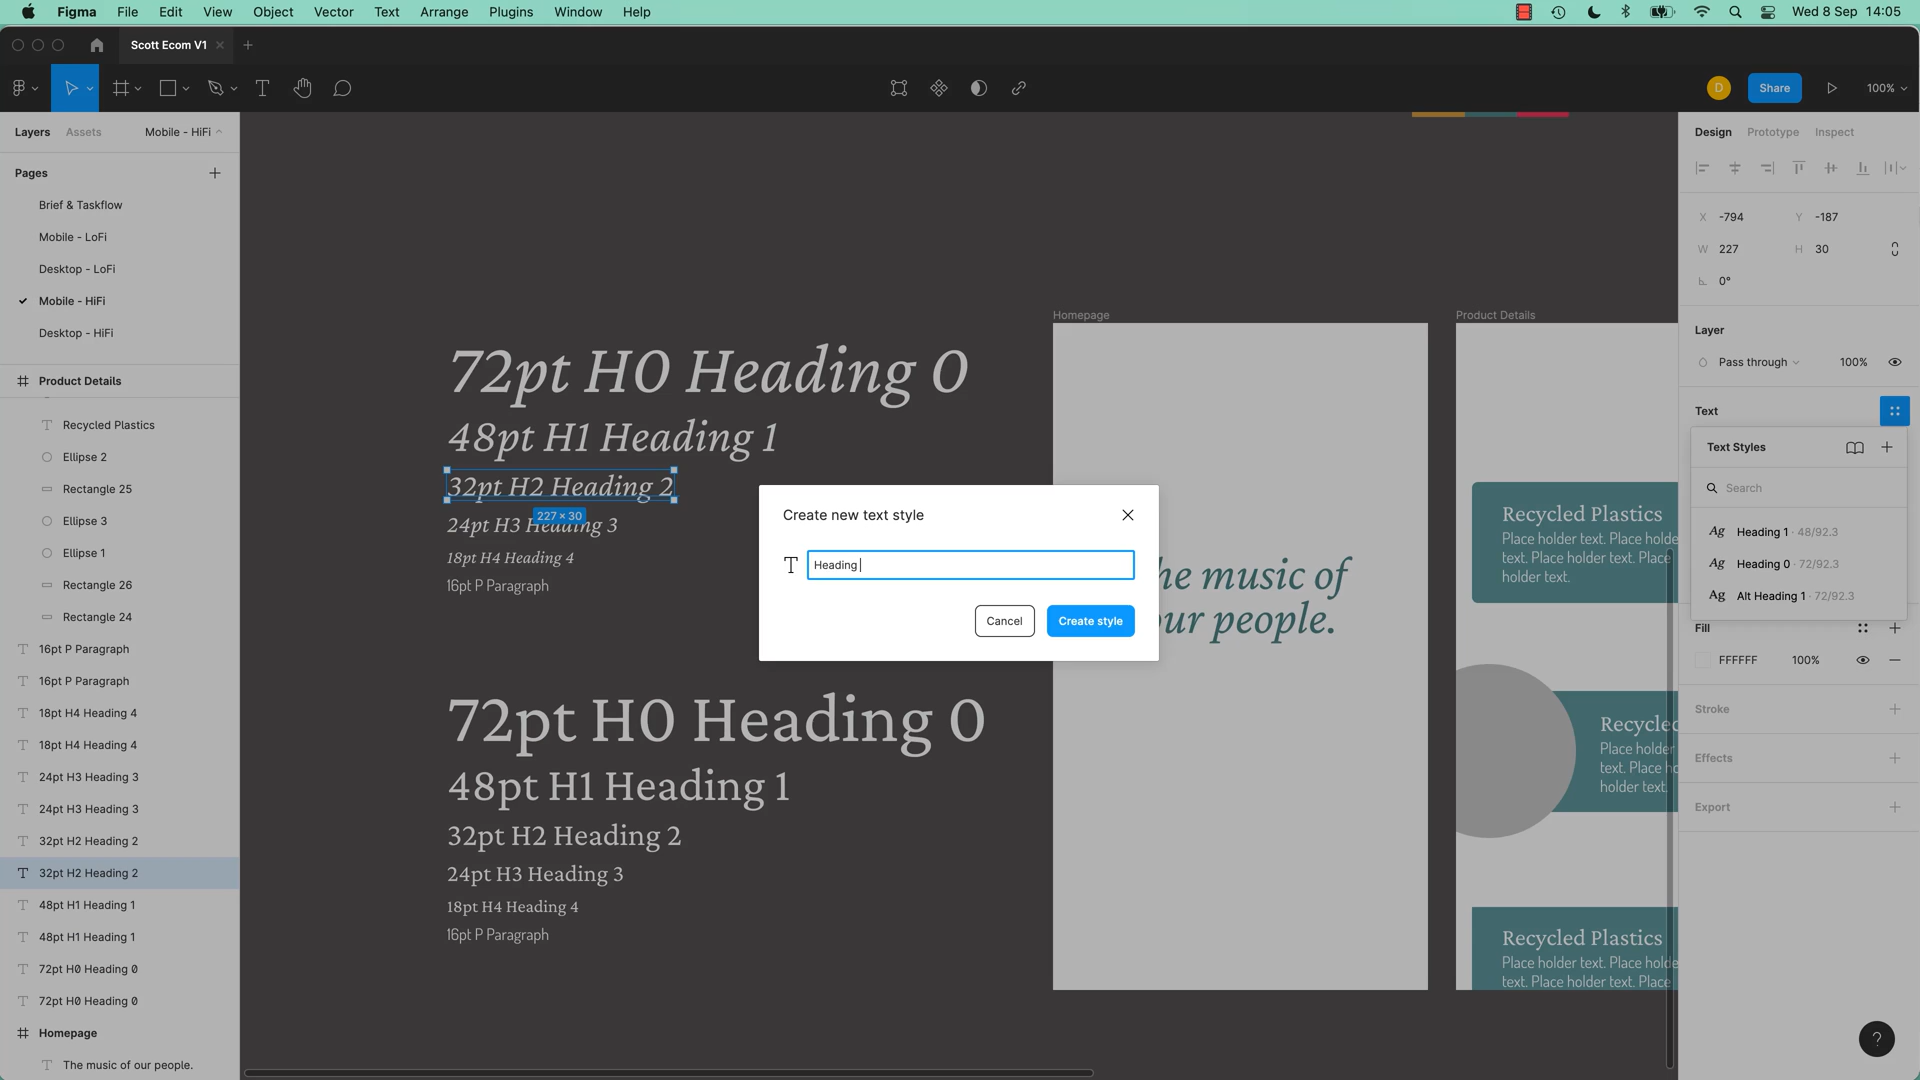 Figma File Edit View Object Vector Text Arrange Plugins Window Help Wed 8 Sep 14:05
Scott Ecom V1
D Share 100%
Layers Assets Mobile - HiFi
Pages
Brief & Taskflow
Mobile - LoFi
Desktop - LoFi
Mobile - HiFi
Desktop - HiFi
Product Details
Recycled Plastics
Ellipse 2
Rectangle 25
Ellipse 3
Ellipse 1
Rectangle 26
Rectangle 24
16pt P Paragraph
16pt P Paragraph
18pt H4 Heading 4
18pt H4 Heading 4
24pt H3 Heading 3
24pt H3 Heading 3
32pt H2 Heading 2
32pt H2 Heading 2
48pt H1 Heading 1
48pt H1 Heading 1
72pt H0 Heading 0
72pt H0 Heading 0
Homepage
The music of our people.
72pt H0 Heading 0
48pt H1 Heading 1
32pt H2 Heading 2
227 × 30
24pt H3 Heading 3
18pt H4 Heading 4
16pt P Paragraph
72pt H0 Heading 0
48pt H1 Heading 1
32pt H2 Heading 2
24pt H3 Heading 3
18pt H4 Heading 4
16pt P Paragraph
Create new text style
Heading
Cancel Create style
Homepage
he music of
our people.
Product Details
Recycled Plastics
Place holder text. Place holde
text. Place holder text. Place
holder text.
Recycled
Place holder
text. Place ho
holder text.
Recycled Plastics
Place holder text. Place holde
text. Place holder text. Place
Design Prototype Inspect
X -794 Y -187
W 227 H 30
0°
Layer
Pass through 100%
Text
Text Styles
Search
Ag Heading 1 · 48/92.3
Ag Heading 0 · 72/92.3
Ag Alt Heading 1 · 72/92.3
Fill
FFFFFF 100%
Stroke
Effects
Export
?